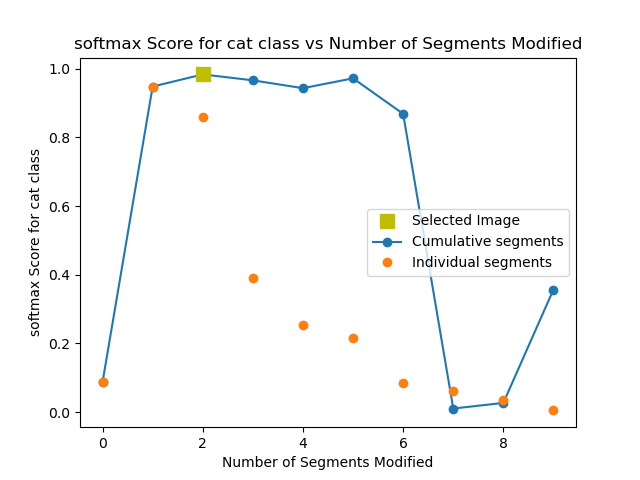 softmax Score for cat class vs Number of Segments Modified
softmax Score for cat class
1.0
0.8
0.6
0.4
0.2
0.0
Selected Image
Cumulative segments
Individual segments
0 2 4 6 8
Number of Segments Modified